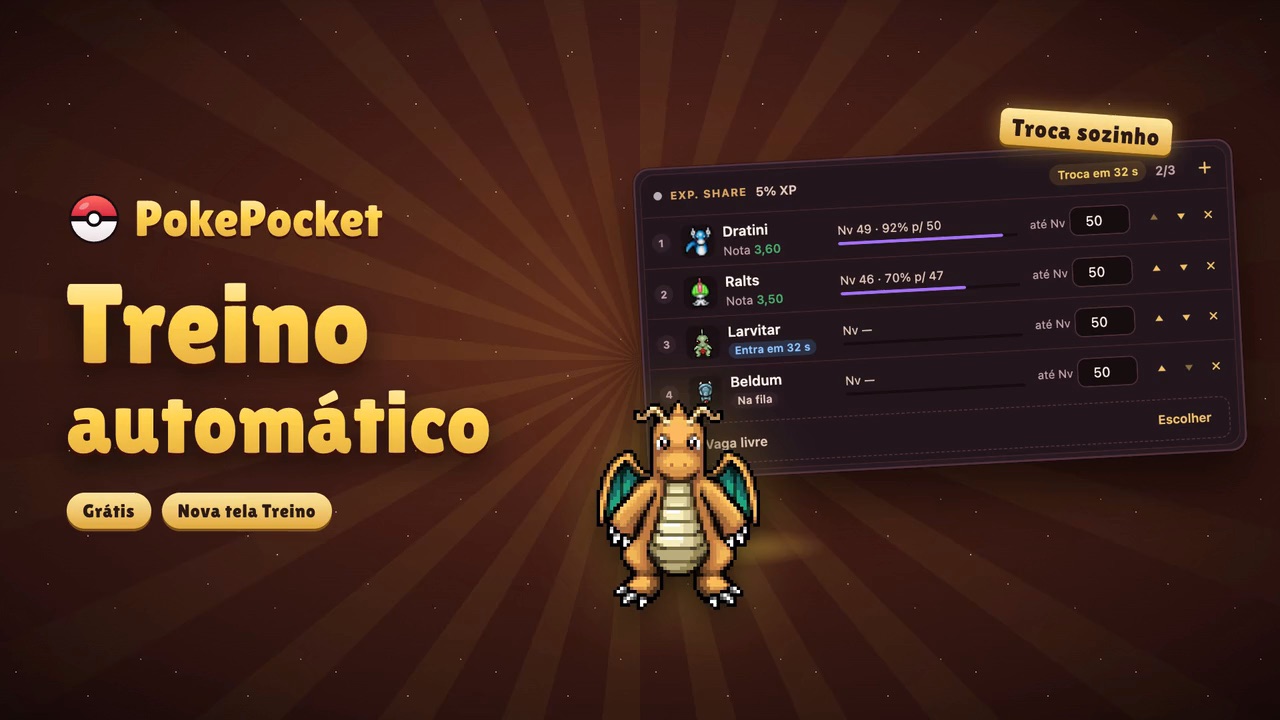 PokePocket
Treino
automático
Grátis
Nova tela Treino
Troca sozinho
EXP. SHARE 5% XP
Troca em 32 s 2/3 +
1 Dratini Nv 49 · 92% p/ 50 até Nv 50 ▲ ▼ ✕
Nota 3,60
2 Ralts Nv 46 · 70% p/ 47 até Nv 50 ▲ ▼ ✕
Nota 3,50
3 Larvitar Nv — até Nv 50 ▲ ▼ ✕
Entra em 32 s
4 Beldum Nv — até Nv 50 ▲ ▼ ✕
Na fila
Vaga livre Escolher